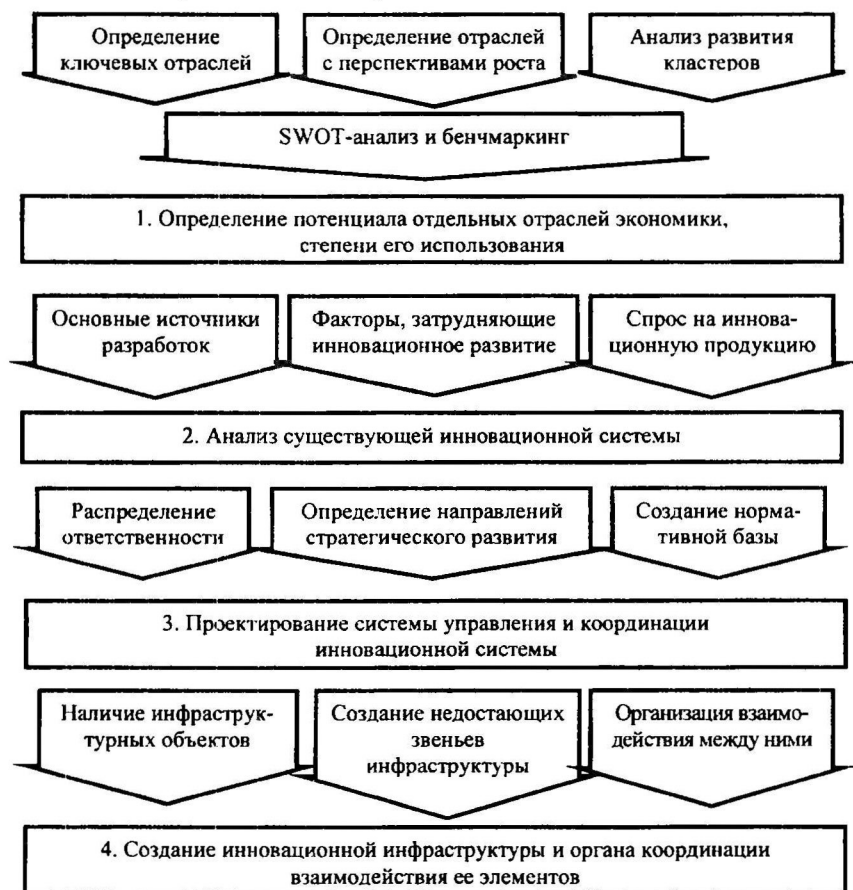 Определение
ключевых отраслей
Определение отраслей
с перспективами роста
Анализ развития
кластеров
SWOT-анализ и бенчмаркинг
1. Определение потенциала отдельных отраслей экономики,
степени его использования
Основные источники
разработок
Факторы, затрудняющие
инновационное развитие
Спрос на иннова-
ционную продукцию
2. Анализ существующей инновационной системы
Распределение
ответственности
Определение направлений
стратегического развития
Создание норма-
тивной базы
3. Проектирование системы управления и координации
инновационной системы
Наличие инфраструк-
турных объектов
Создание недостающих
звеньев
инфраструктуры
Организация взаимо-
действия между ними
4. Создание инновационной инфраструктуры и органа координации
взаимодействия ее элементов